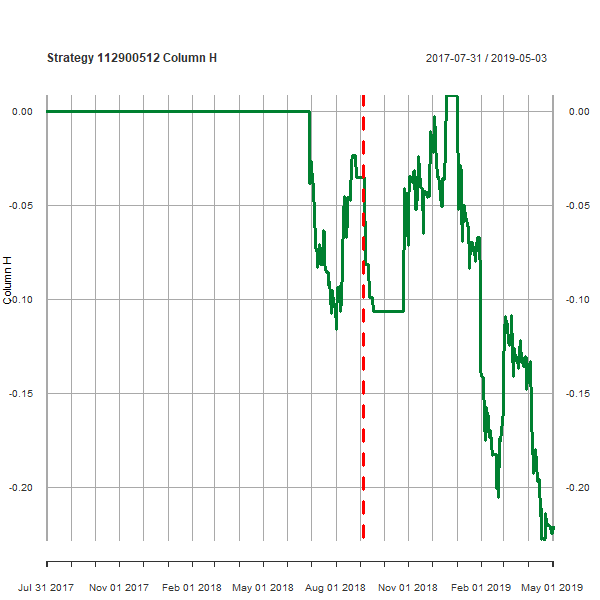 Strategy 112900512 Column H
2017-07-31 / 2019-05-03
0.00 0.00
-0.05 -0.05
-0.10 -0.10
-0.15 -0.15
-0.20 -0.20
Column H
Jul 31 2017 Nov 01 2017 Feb 01 2018 May 01 2018 Aug 01 2018 Nov 01 2018 Feb 01 2019 May 01 2019